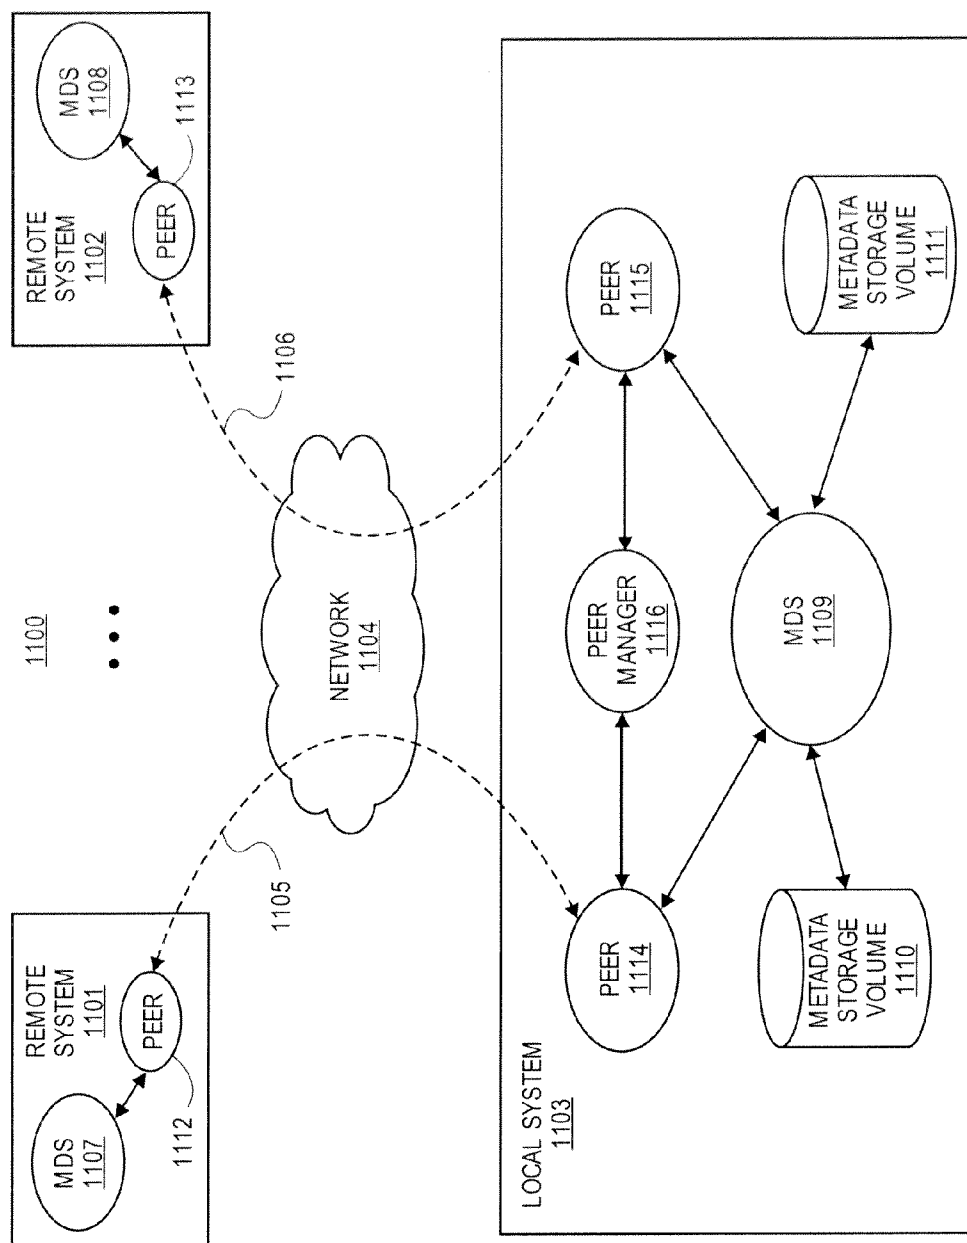 1100
REMOTE
SYSTEM
1101
MDS
1107
PEER
1112
REMOTE
SYSTEM
1102
MDS
1108
PEER
1113
1105
1106
NETWORK
1104
LOCAL SYSTEM
1103
PEER
1114
PEER
MANAGER
1116
PEER
1115
MDS
1109
METADATA
STORAGE
VOLUME
1110
METADATA
STORAGE
VOLUME
1111